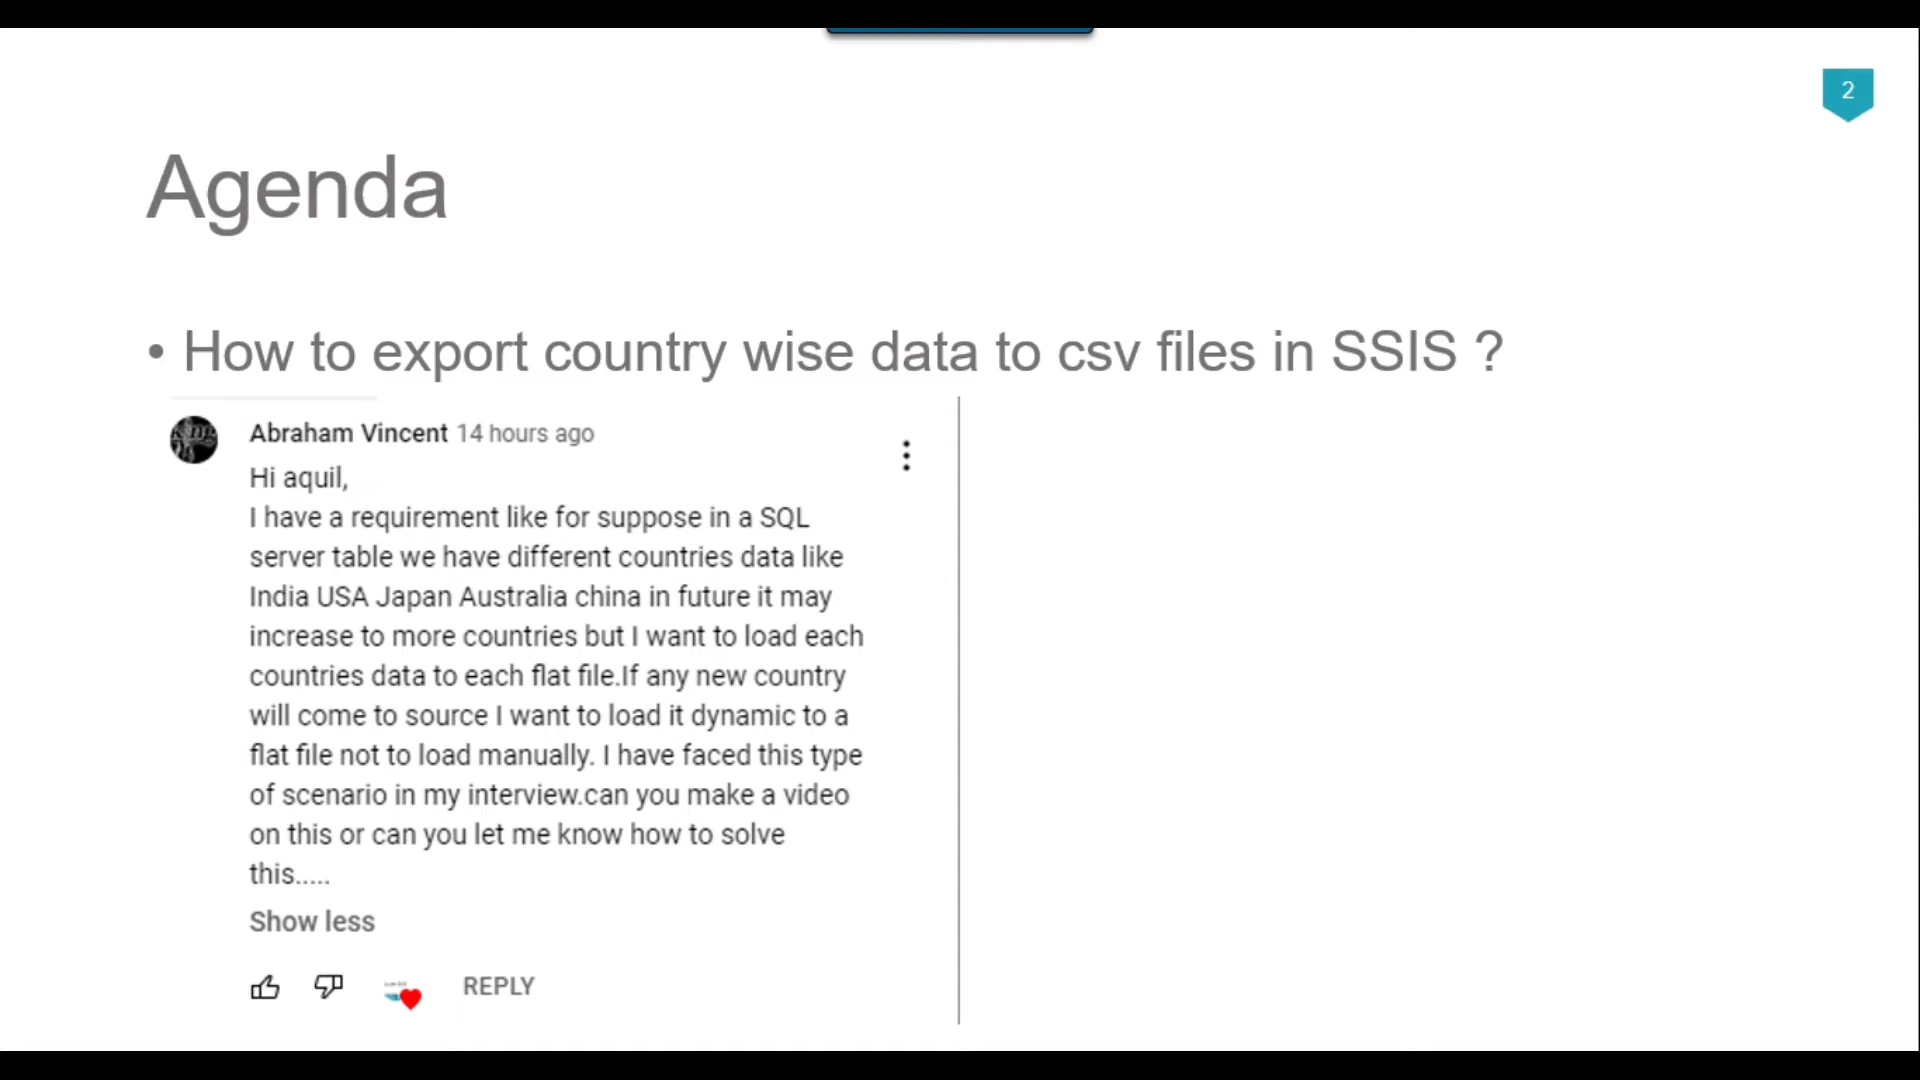 2
Agenda
• How to export country wise data to csv files in SSIS ?
Abraham Vincent 14 hours ago
Hi aquil,
I have a requirement like for suppose in a SQL
server table we have different countries data like
India USA Japan Australia china in future it may
increase to more countries but I want to load each
countries data to each flat file.If any new country
will come to source I want to load it dynamic to a
flat file not to load manually. I have faced this type
of scenario in my interview.can you make a video
on this or can you let me know how to solve
this.....
Show less
REPLY